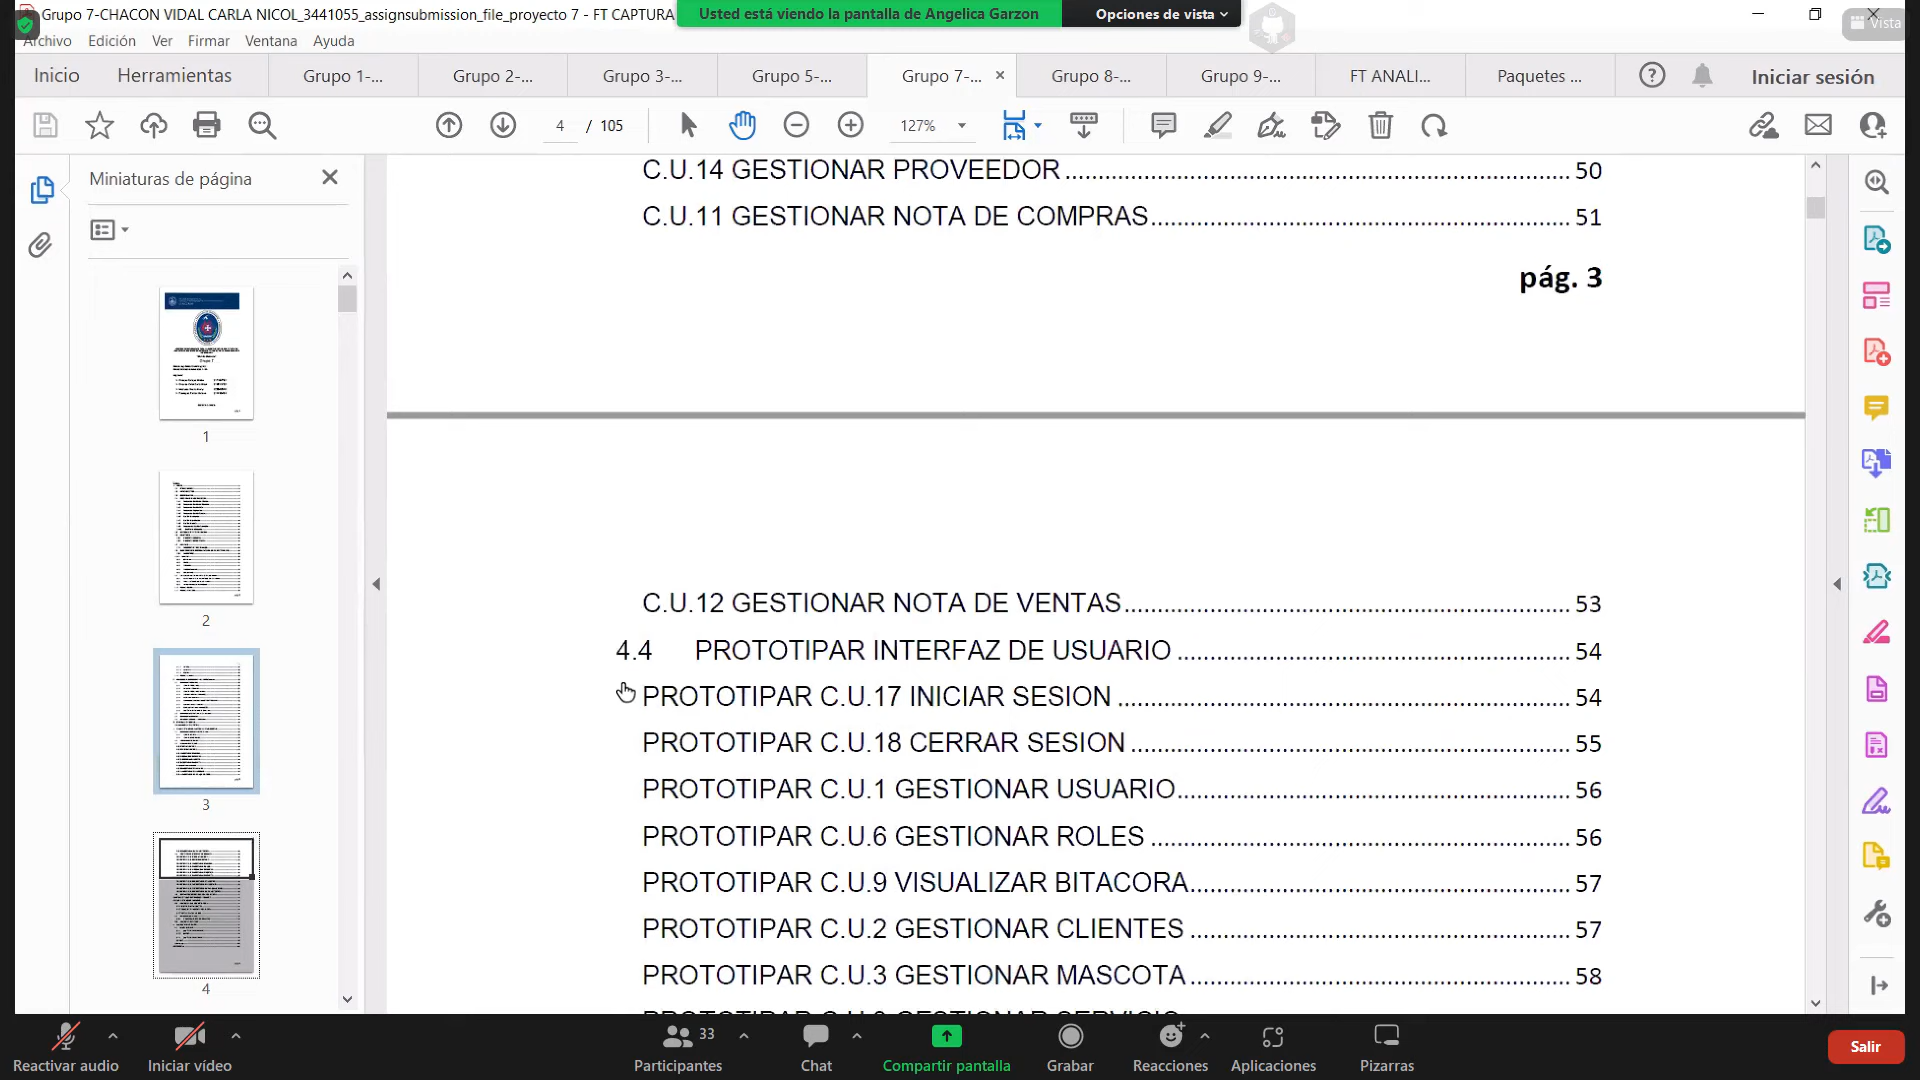 Grupo 7-CHACON VIDAL CARLA NICOL_3441055_assignsubmission_file_proyecto 7 - FT CAPTURA
Usted está viendo la pantalla de Angelica Garzon
Opciones de vista
Vista
Archivo Edición Ver Firmar Ventana Ayuda
Inicio Herramientas Grupo 1-... Grupo 2-... Grupo 3-... Grupo 5-... Grupo 7-... Grupo 8-... Grupo 9-... FT ANALI... Paquetes ... Iniciar sesión
4 / 105 127%
Miniaturas de página
1
2
3
4
C.U.14 GESTIONAR PROVEEDOR 50
C.U.11 GESTIONAR NOTA DE COMPRAS 51
pág. 3
C.U.12 GESTIONAR NOTA DE VENTAS 53
4.4 PROTOTIPAR INTERFAZ DE USUARIO 54
PROTOTIPAR C.U.17 INICIAR SESION 54
PROTOTIPAR C.U.18 CERRAR SESION 55
PROTOTIPAR C.U.1 GESTIONAR USUARIO 56
PROTOTIPAR C.U.6 GESTIONAR ROLES 56
PROTOTIPAR C.U.9 VISUALIZAR BITACORA 57
PROTOTIPAR C.U.2 GESTIONAR CLIENTES 57
PROTOTIPAR C.U.3 GESTIONAR MASCOTA 58
33
Reactivar audio Iniciar vídeo Participantes Chat Compartir pantalla Grabar Reacciones Aplicaciones Pizarras Salir